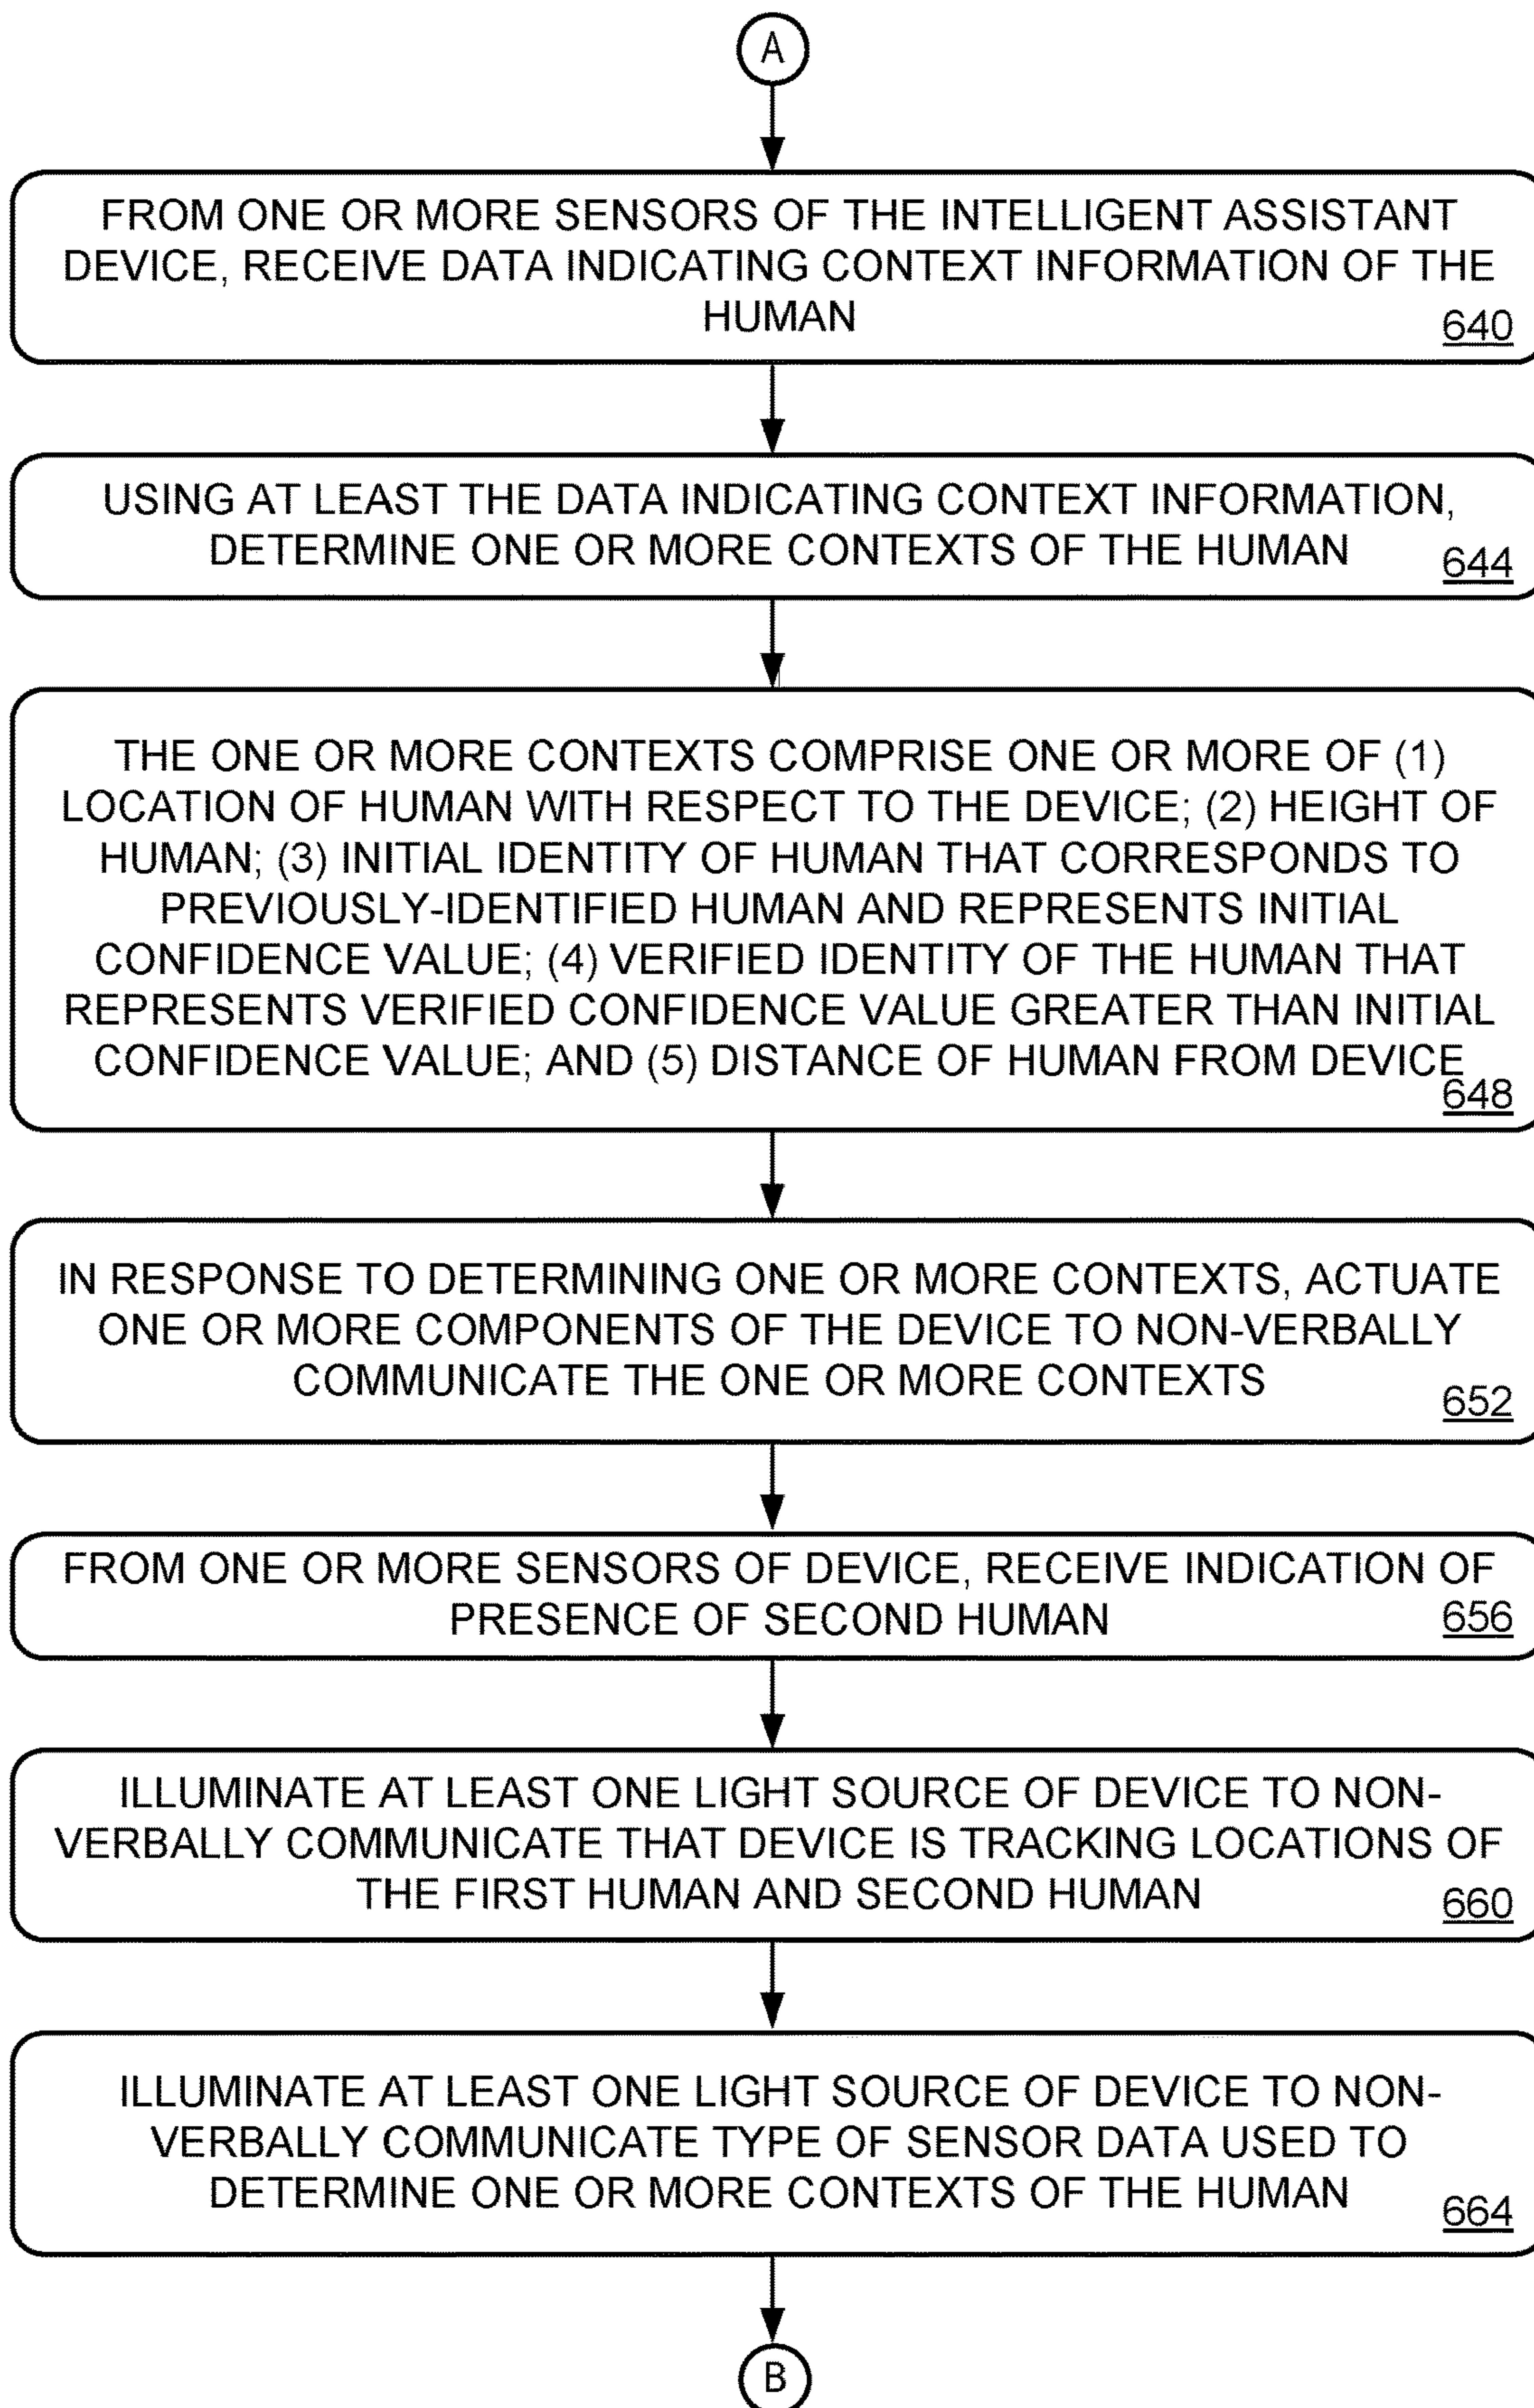 A
FROM ONE OR MORE SENSORS OF THE INTELLIGENT ASSISTANT
DEVICE, RECEIVE DATA INDICATING CONTEXT INFORMATION OF THE
HUMAN
640
USING AT LEAST THE DATA INDICATING CONTEXT INFORMATION,
DETERMINE ONE OR MORE CONTEXTS OF THE HUMAN
644
THE ONE OR MORE CONTEXTS COMPRISE ONE OR MORE OF (1)
LOCATION OF HUMAN WITH RESPECT TO THE DEVICE; (2) HEIGHT OF
HUMAN; (3) INITIAL IDENTITY OF HUMAN THAT CORRESPONDS TO
PREVIOUSLY-IDENTIFIED HUMAN AND REPRESENTS INITIAL
CONFIDENCE VALUE; (4) VERIFIED IDENTITY OF THE HUMAN THAT
REPRESENTS VERIFIED CONFIDENCE VALUE GREATER THAN INITIAL
CONFIDENCE VALUE; AND (5) DISTANCE OF HUMAN FROM DEVICE
648
IN RESPONSE TO DETERMINING ONE OR MORE CONTEXTS, ACTUATE
ONE OR MORE COMPONENTS OF THE DEVICE TO NON-VERBALLY
COMMUNICATE THE ONE OR MORE CONTEXTS
652
FROM ONE OR MORE SENSORS OF DEVICE, RECEIVE INDICATION OF
PRESENCE OF SECOND HUMAN
656
ILLUMINATE AT LEAST ONE LIGHT SOURCE OF DEVICE TO NON-
VERBALLY COMMUNICATE THAT DEVICE IS TRACKING LOCATIONS OF
THE FIRST HUMAN AND SECOND HUMAN
660
ILLUMINATE AT LEAST ONE LIGHT SOURCE OF DEVICE TO NON-
VERBALLY COMMUNICATE TYPE OF SENSOR DATA USED TO
DETERMINE ONE OR MORE CONTEXTS OF THE HUMAN
664
B